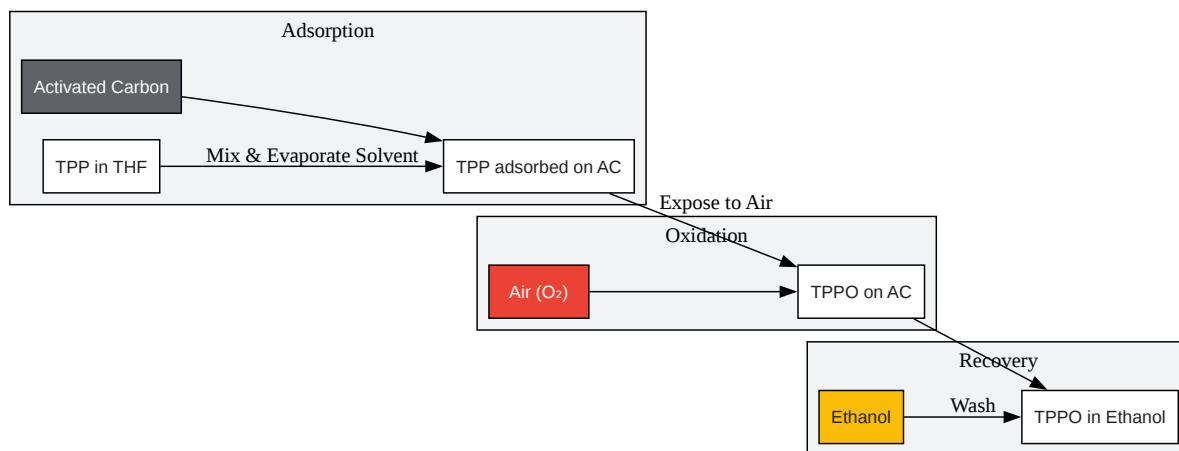 Adsorption
Activated Carbon
TPP in THF
Mix & Evaporate Solvent
TPP adsorbed on AC
Expose to Air
Oxidation
Air (O₂)
TPPO on AC
Recovery
Ethanol
Wash
TPPO in Ethanol